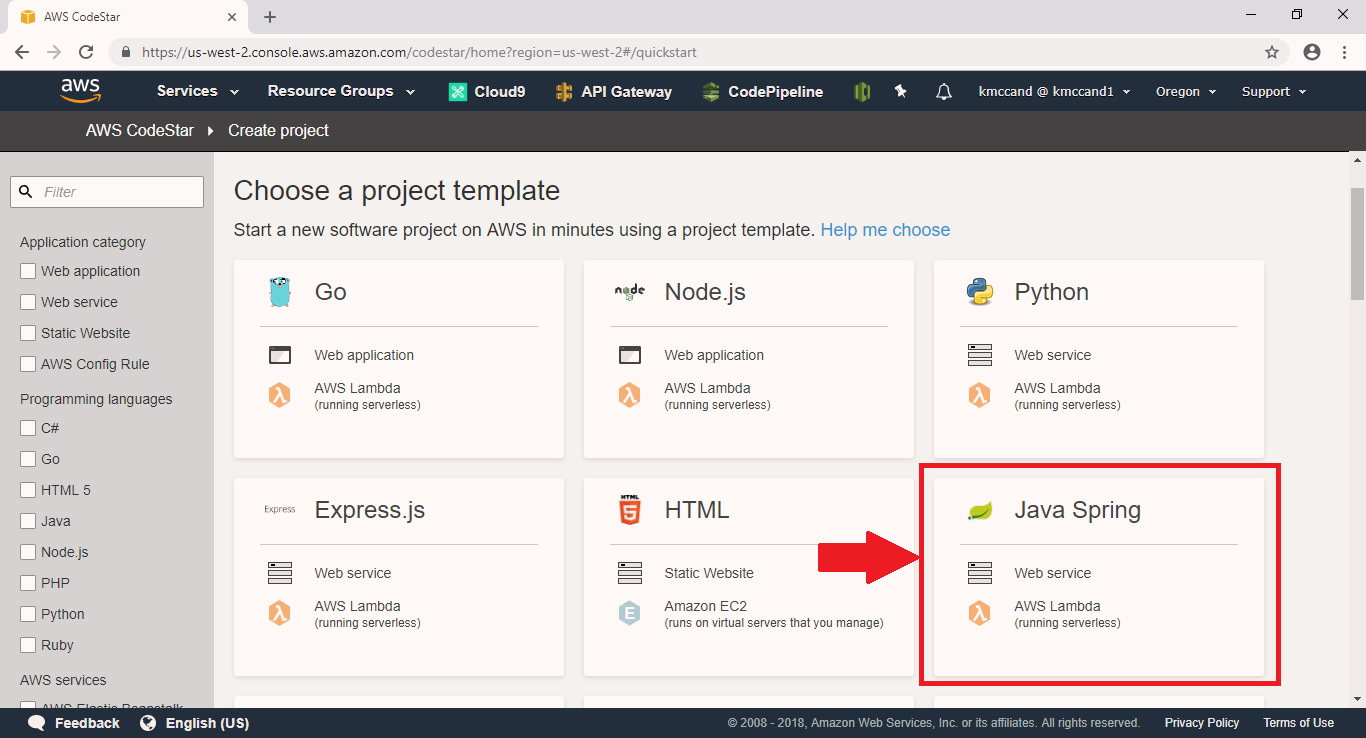 AWS CodeStar
https://us-west-2.console.aws.amazon.com/codestar/home?region=us-west-2#/quickstart
aws Services Resource Groups Cloud9 API Gateway CodePipeline kmccand @ kmccand1 Oregon Support
AWS CodeStar Create project
Filter
Application category
Web application
Web service
Static Website
AWS Config Rule
Programming languages
C#
Go
HTML 5
Java
Node.js
PHP
Python
Ruby
AWS services
AWS Elastic Beanstalk
Choose a project template
Start a new software project on AWS in minutes using a project template. Help me choose
Go
Web application
AWS Lambda
(running serverless)
node
Node.js
Web application
AWS Lambda
(running serverless)
Python
Web service
AWS Lambda
(running serverless)
Express
Express.js
Web service
AWS Lambda
(running serverless)
HTML
5
HTML
Static Website
E
Amazon EC2
(runs on virtual servers that you manage)
Java Spring
Web service
AWS Lambda
(running serverless)
Feedback English (US) © 2008 - 2018, Amazon Web Services, Inc. or its affiliates. All rights reserved. Privacy Policy Terms of Use